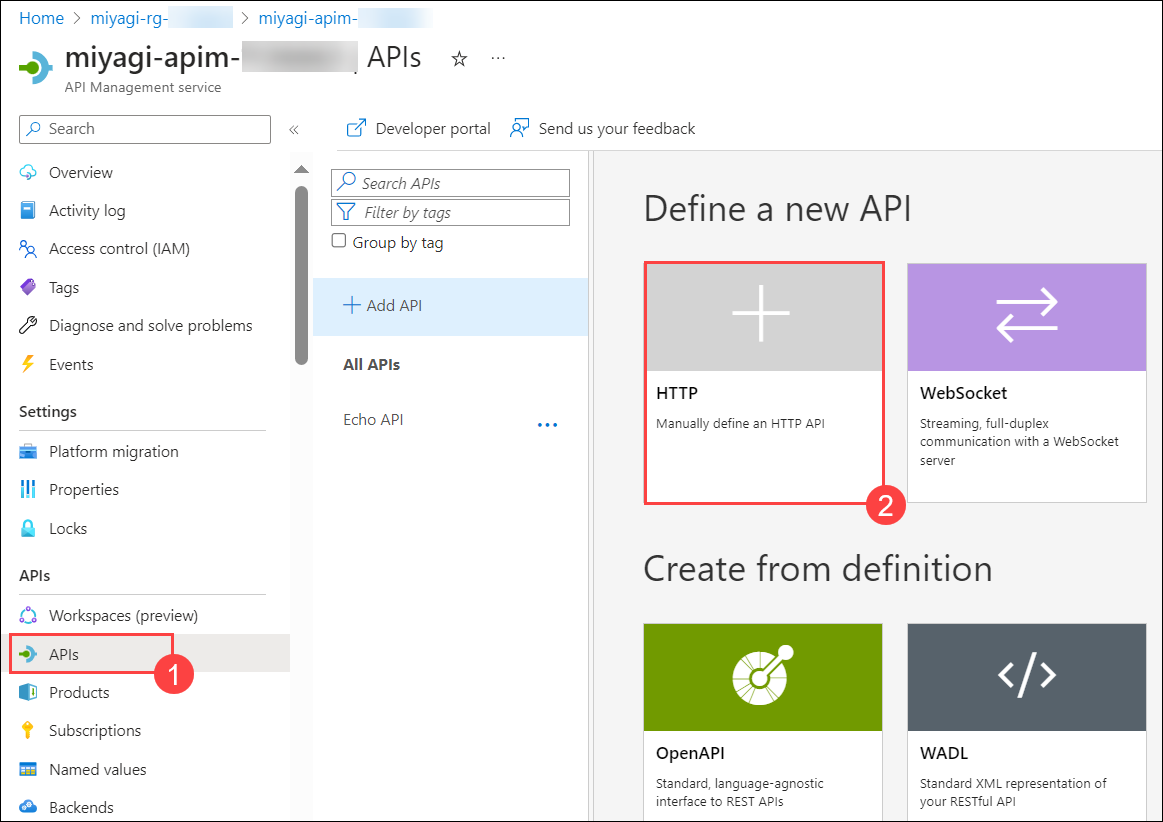 Home > miyagi-rg- > miyagi-apim-
miyagi-apim- | APIs ☆ ···
API Management service
Search «
Developer portal Send us your feedback
Overview
Activity log
Access control (IAM)
Tags
Diagnose and solve problems
Events
Settings
Platform migration
Properties
Locks
APIs
Workspaces (preview)
APIs
1
Products
Subscriptions
Named values
Backends
Search APIs
Filter by tags
Group by tag
+ Add API
All APIs
Echo API ···
Define a new API
HTTP
Manually define an HTTP API
2
WebSocket
Streaming, full-duplex
communication with a WebSocket
server
Create from definition
OpenAPI
Standard, language-agnostic
interface to REST APIs
</> 
WADL
Standard XML representation of
your RESTful API